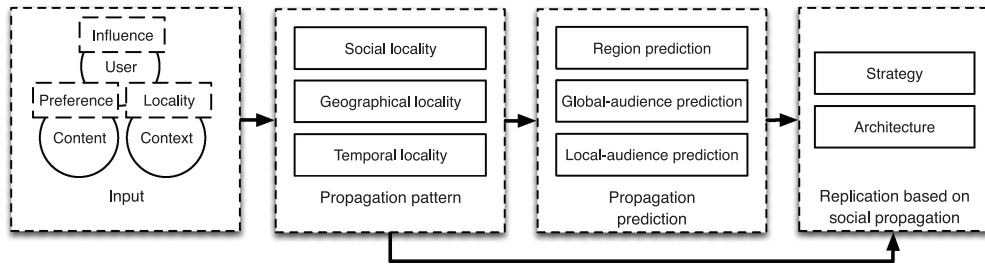 Influence
User
Preference
Locality
Content
Context
Input
Social locality
Geographical locality
Temporal locality
Propagation pattern
Region prediction
Global-audience prediction
Local-audience prediction
Propagation
prediction
Strategy
Architecture
Replication based on
social propagation